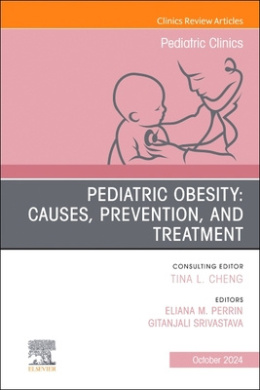 Clinics Review Articles
Pediatric Clinics
PEDIATRIC OBESITY:
CAUSES, PREVENTION, AND
TREATMENT
CONSULTING EDITOR
TINA L. CHENG
EDITORS
ELIANA M. PERRIN
GITANJALI SRIVASTAVA
ELSEVIER
October 2024